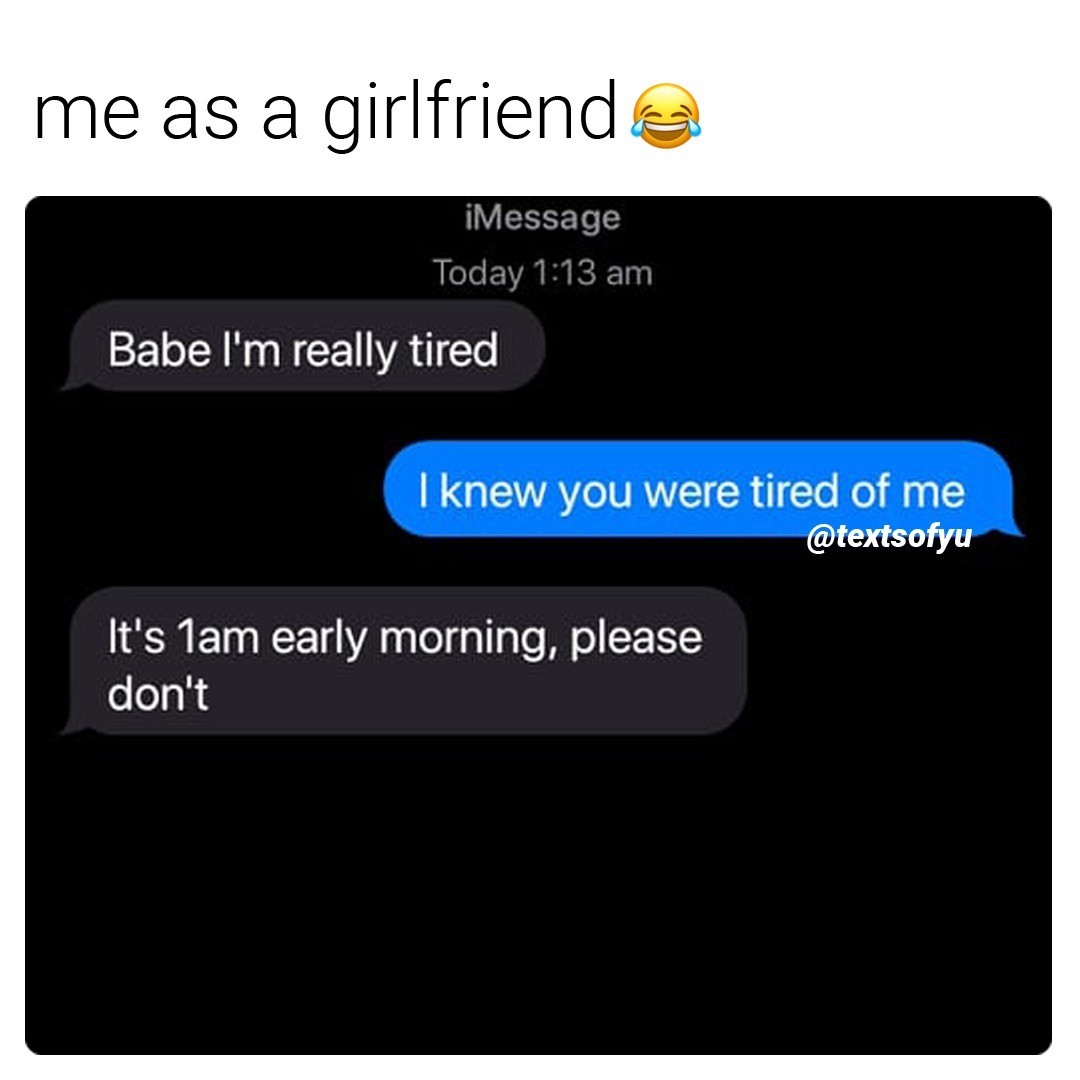 me as a girlfriend😂
iMessage
Today 1:13 am
Babe I'm really tired
I knew you were tired of me
@textsofyu
It's 1am early morning, please
don't